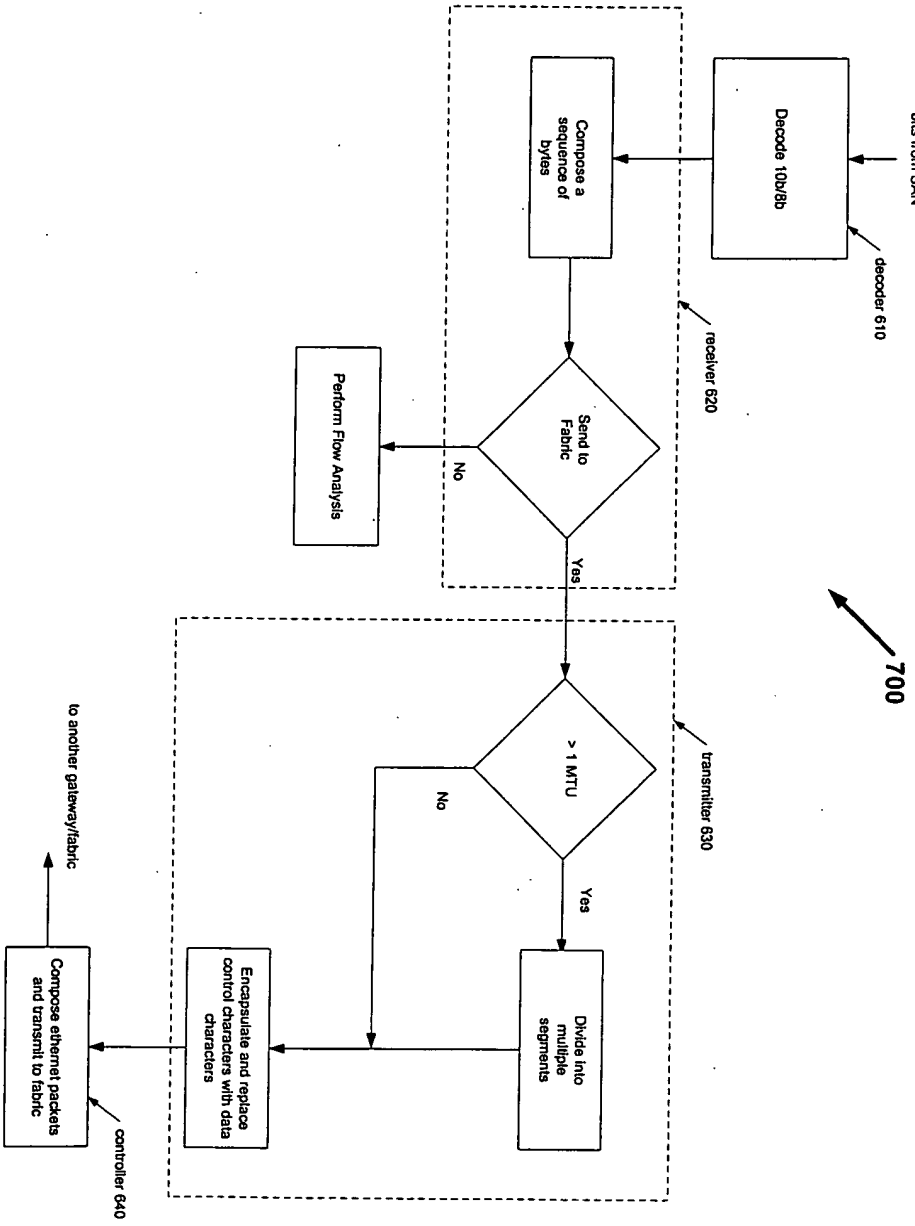 from SAN
Decode 10b/8b
decoder 610
Compose a
sequence of
bytes
receiver 620
Send to
Fabric
No
Perform Flow Analysis
Yes
700
> 1 MTU
transmitter 630
No
Yes
Divide into
multiple
segments
Encapsulate and replace
control characters with data
characters
Compose ethernet packets
and transmit to fabric
controller 640
to another gateway/fabric